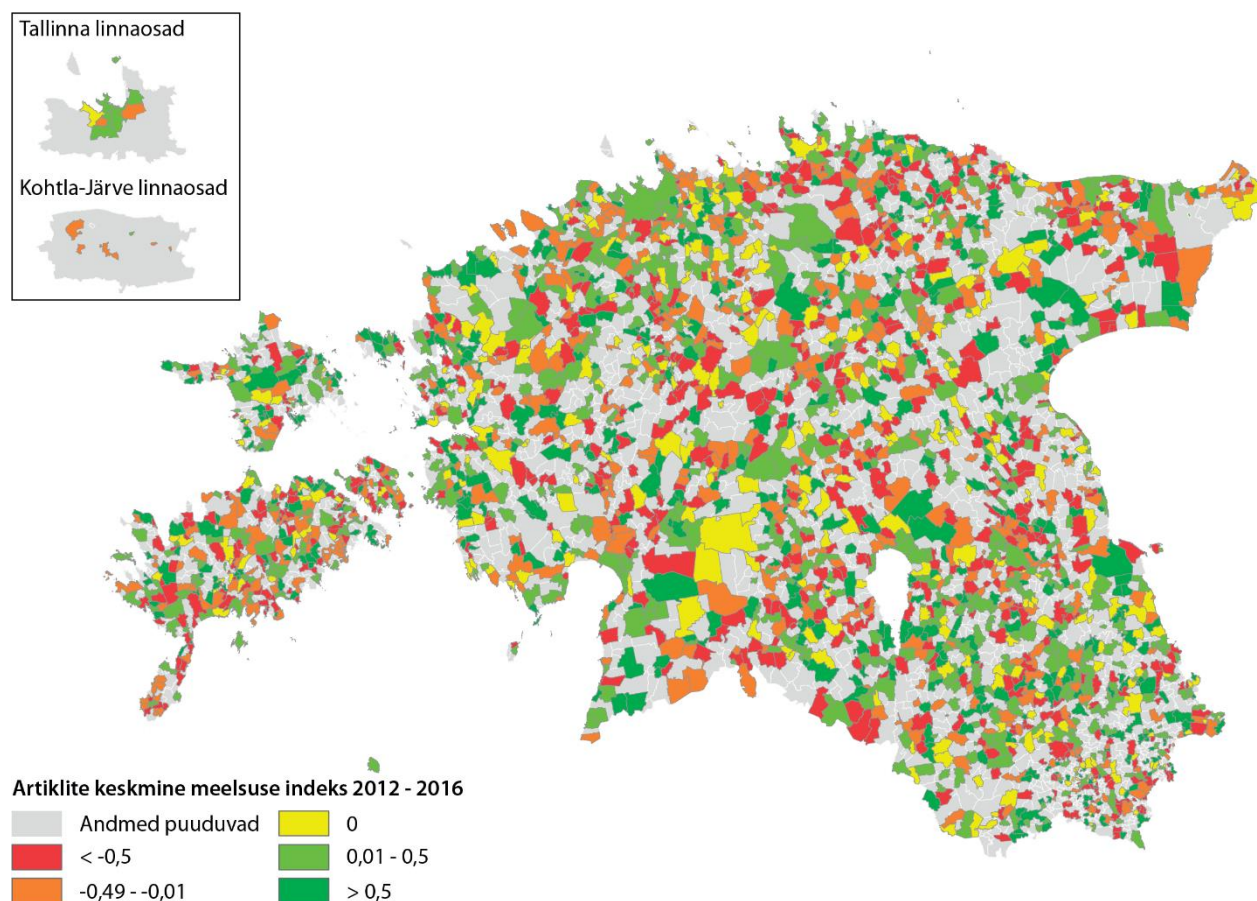 Tallinna linnaosad
Kohtla-Järve linnaosad
Artiklite keskmine meelsuse indeks 2012 - 2016
Andmed puuduvad
< -0,5
-0,49 - -0,01
0
0,01 - 0,5
> 0,5